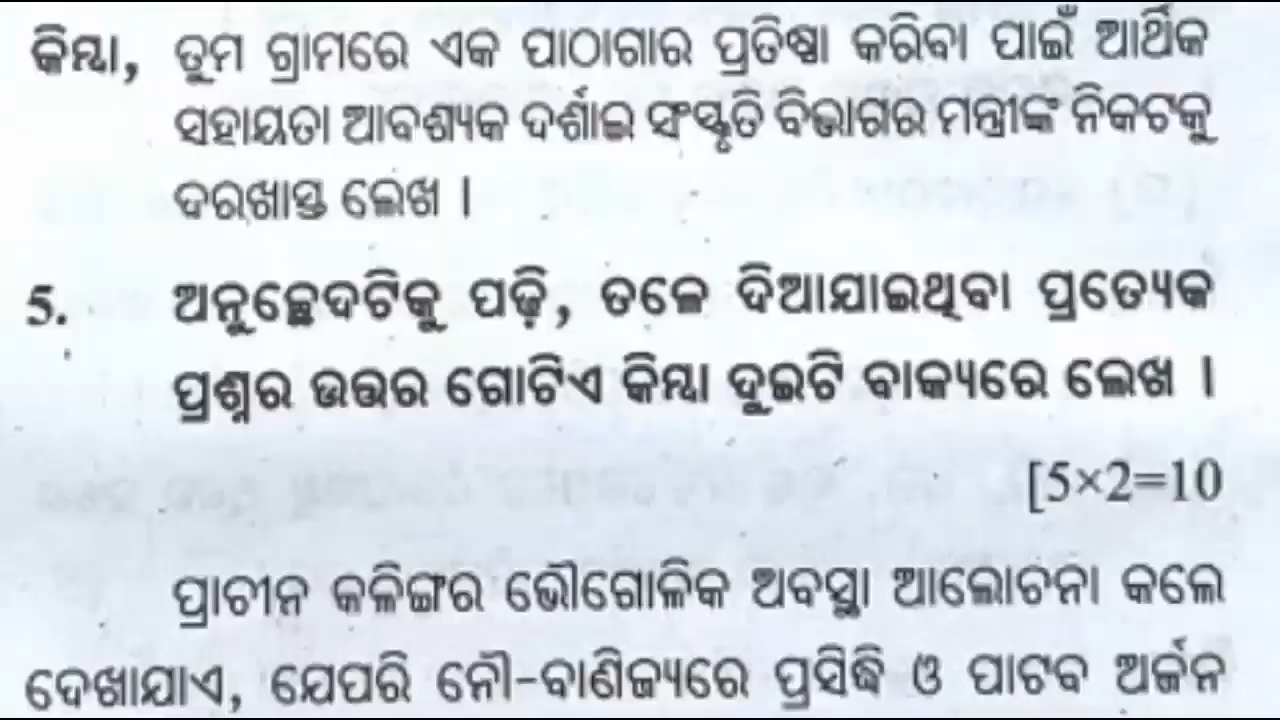 କିମ୍ବା, ତୁମ ଗ୍ରାମରେ ଏକ ପାଠାଗାର ପ୍ରତିଷ୍ଠା କରିବା ପାଇଁ ଆର୍ଥିକ
ସହାୟତା ଆବଶ୍ୟକ ଦର୍ଶାଇ ସଂସ୍କୃତି ବିଭାଗର ମନ୍ତ୍ରୀଙ୍କ ନିକଟକୁ
ଦରଖାସ୍ତ ଲେଖ ।
5. ଅନୁଚ୍ଛେଦଟିକୁ ପଢ଼ି, ତଳେ ଦିଆଯାଇଥିବା ପ୍ରତ୍ୟେକ
ପ୍ରଶ୍ନର ଉତ୍ତର ଗୋଟିଏ କିମ୍ବା ଦୁଇଟି ବାକ୍ୟରେ ଲେଖ ।
[5×2=10
ପ୍ରାଚୀନ କଳିଙ୍ଗର ଭୌଗୋଳିକ ଅବସ୍ଥା ଆଲୋଚନା କଲେ
ଦେଖାଯାଏ, ଯେପରି ନୌ-ବାଣିଜ୍ୟରେ ପ୍ରସିଦ୍ଧି ଓ ପାଟବ ଅର୍ଜନ